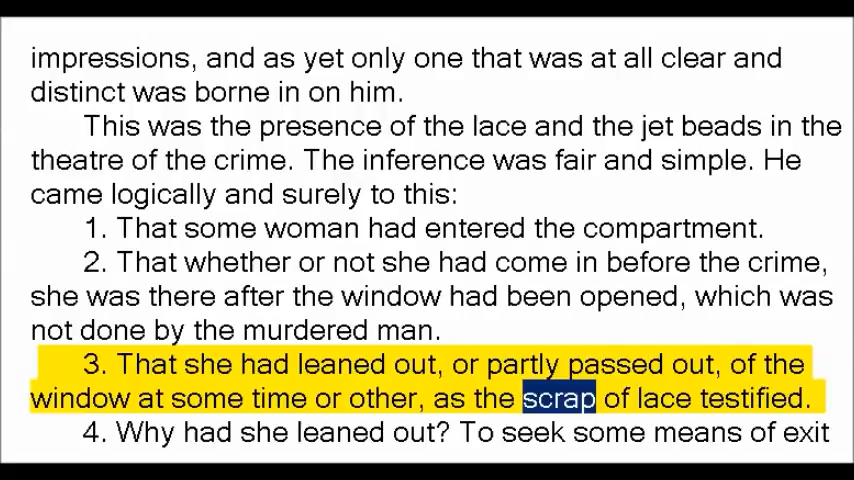 impressions, and as yet only one that was at all clear and
distinct was borne in on him.
This was the presence of the lace and the jet beads in the
theatre of the crime. The inference was fair and simple. He
came logically and surely to this:
1. That some woman had entered the compartment.
2. That whether or not she had come in before the crime,
she was there after the window had been opened, which was
not done by the murdered man.
3. That she had leaned out, or partly passed out, of the
window at some time or other, as the scrap of lace testified.
4. Why had she leaned out? To seek some means of exit